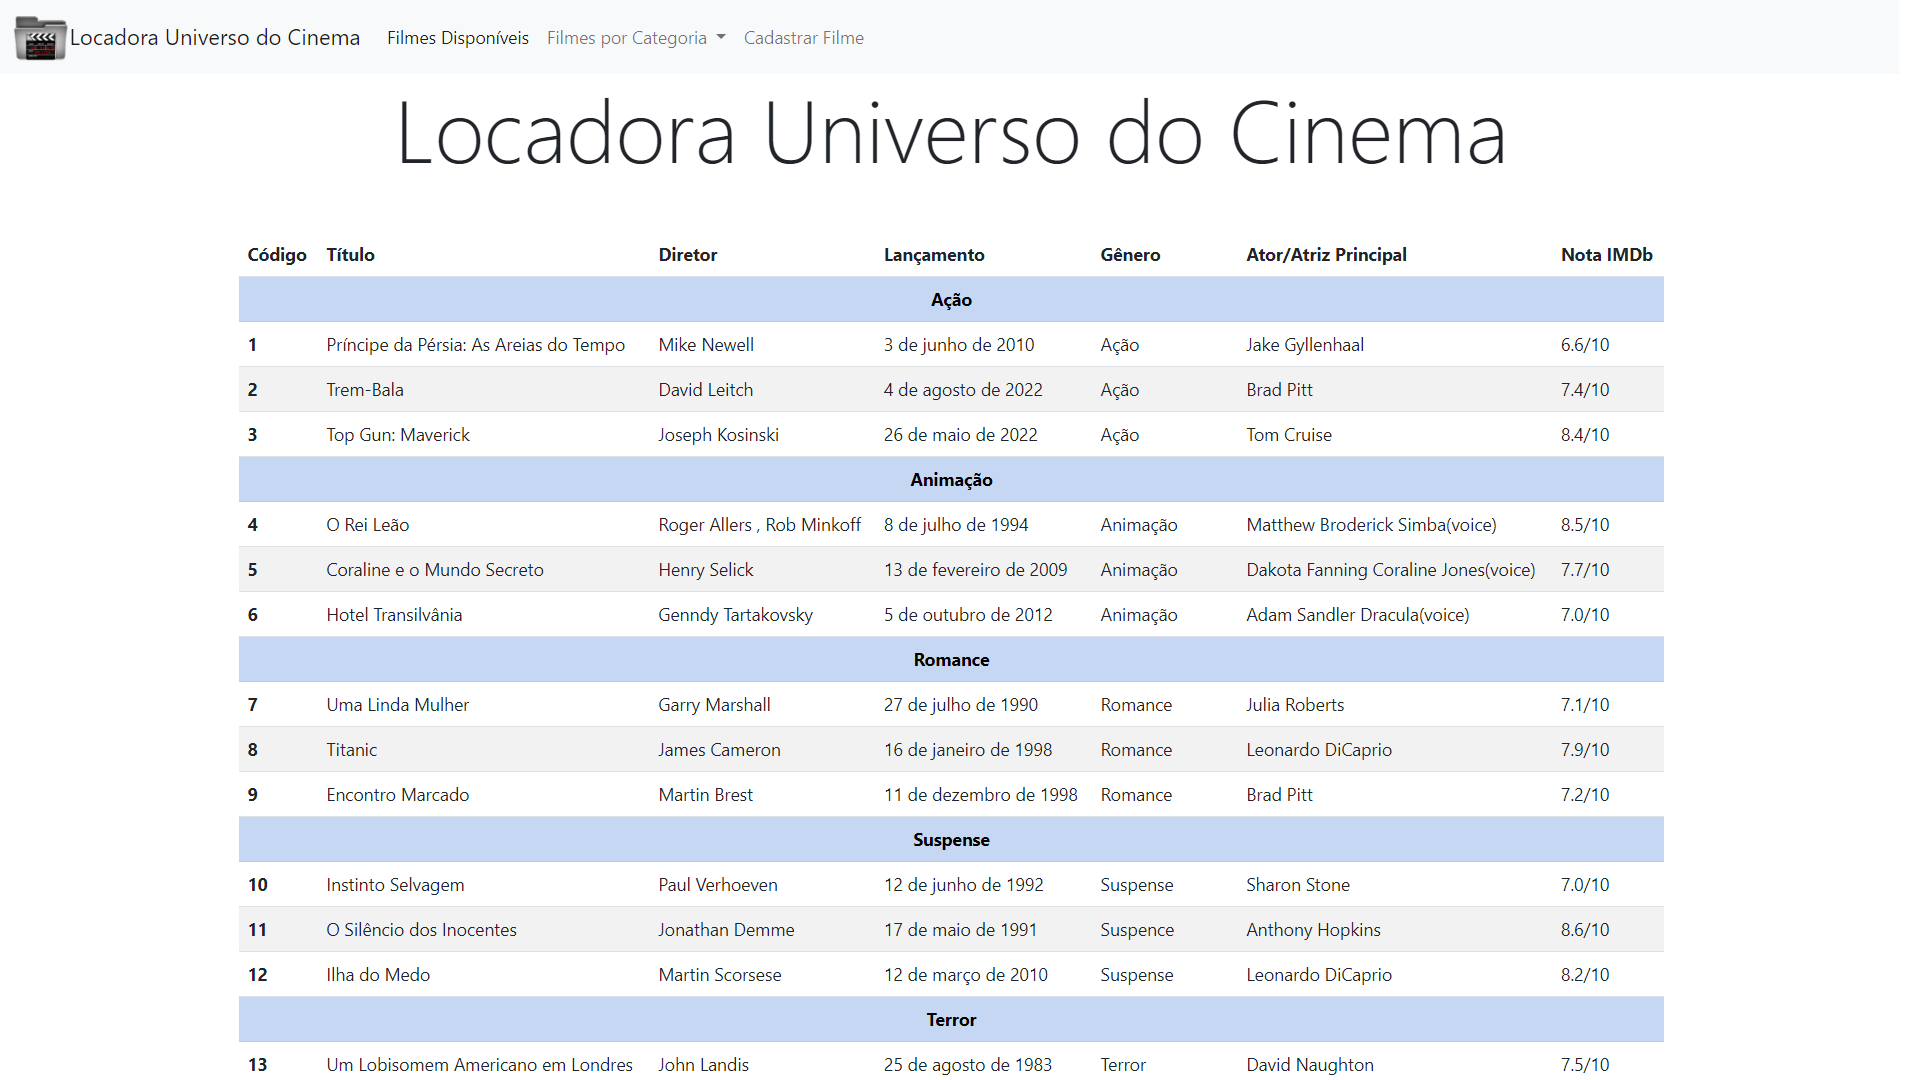 Locadora Universo do Cinema Filmes Disponíveis Filmes por Categoria Cadastrar Filme
Locadora Universo do Cinema
Código Título Diretor Lançamento Gênero Ator/Atriz Principal Nota IMDb
Ação
1 Príncipe da Pérsia: As Areias do Tempo Mike Newell 3 de junho de 2010 Ação Jake Gyllenhaal 6.6/10
2 Trem-Bala David Leitch 4 de agosto de 2022 Ação Brad Pitt 7.4/10
3 Top Gun: Maverick Joseph Kosinski 26 de maio de 2022 Ação Tom Cruise 8.4/10
Animação
4 O Rei Leão Roger Allers , Rob Minkoff 8 de julho de 1994 Animação Matthew Broderick Simba(voice) 8.5/10
5 Coraline e o Mundo Secreto Henry Selick 13 de fevereiro de 2009 Animação Dakota Fanning Coraline Jones(voice) 7.7/10
6 Hotel Transilvânia Genndy Tartakovsky 5 de outubro de 2012 Animação Adam Sandler Dracula(voice) 7.0/10
Romance
7 Uma Linda Mulher Garry Marshall 27 de julho de 1990 Romance Julia Roberts 7.1/10
8 Titanic James Cameron 16 de janeiro de 1998 Romance Leonardo DiCaprio 7.9/10
9 Encontro Marcado Martin Brest 11 de dezembro de 1998 Romance Brad Pitt 7.2/10
Suspense
10 Instinto Selvagem Paul Verhoeven 12 de junho de 1992 Suspense Sharon Stone 7.0/10
11 O Silêncio dos Inocentes Jonathan Demme 17 de maio de 1991 Suspence Anthony Hopkins 8.6/10
12 Ilha do Medo Martin Scorsese 12 de março de 2010 Suspense Leonardo DiCaprio 8.2/10
Terror
13 Um Lobisomem Americano em Londres John Landis 25 de agosto de 1983 Terror David Naughton 7.5/10